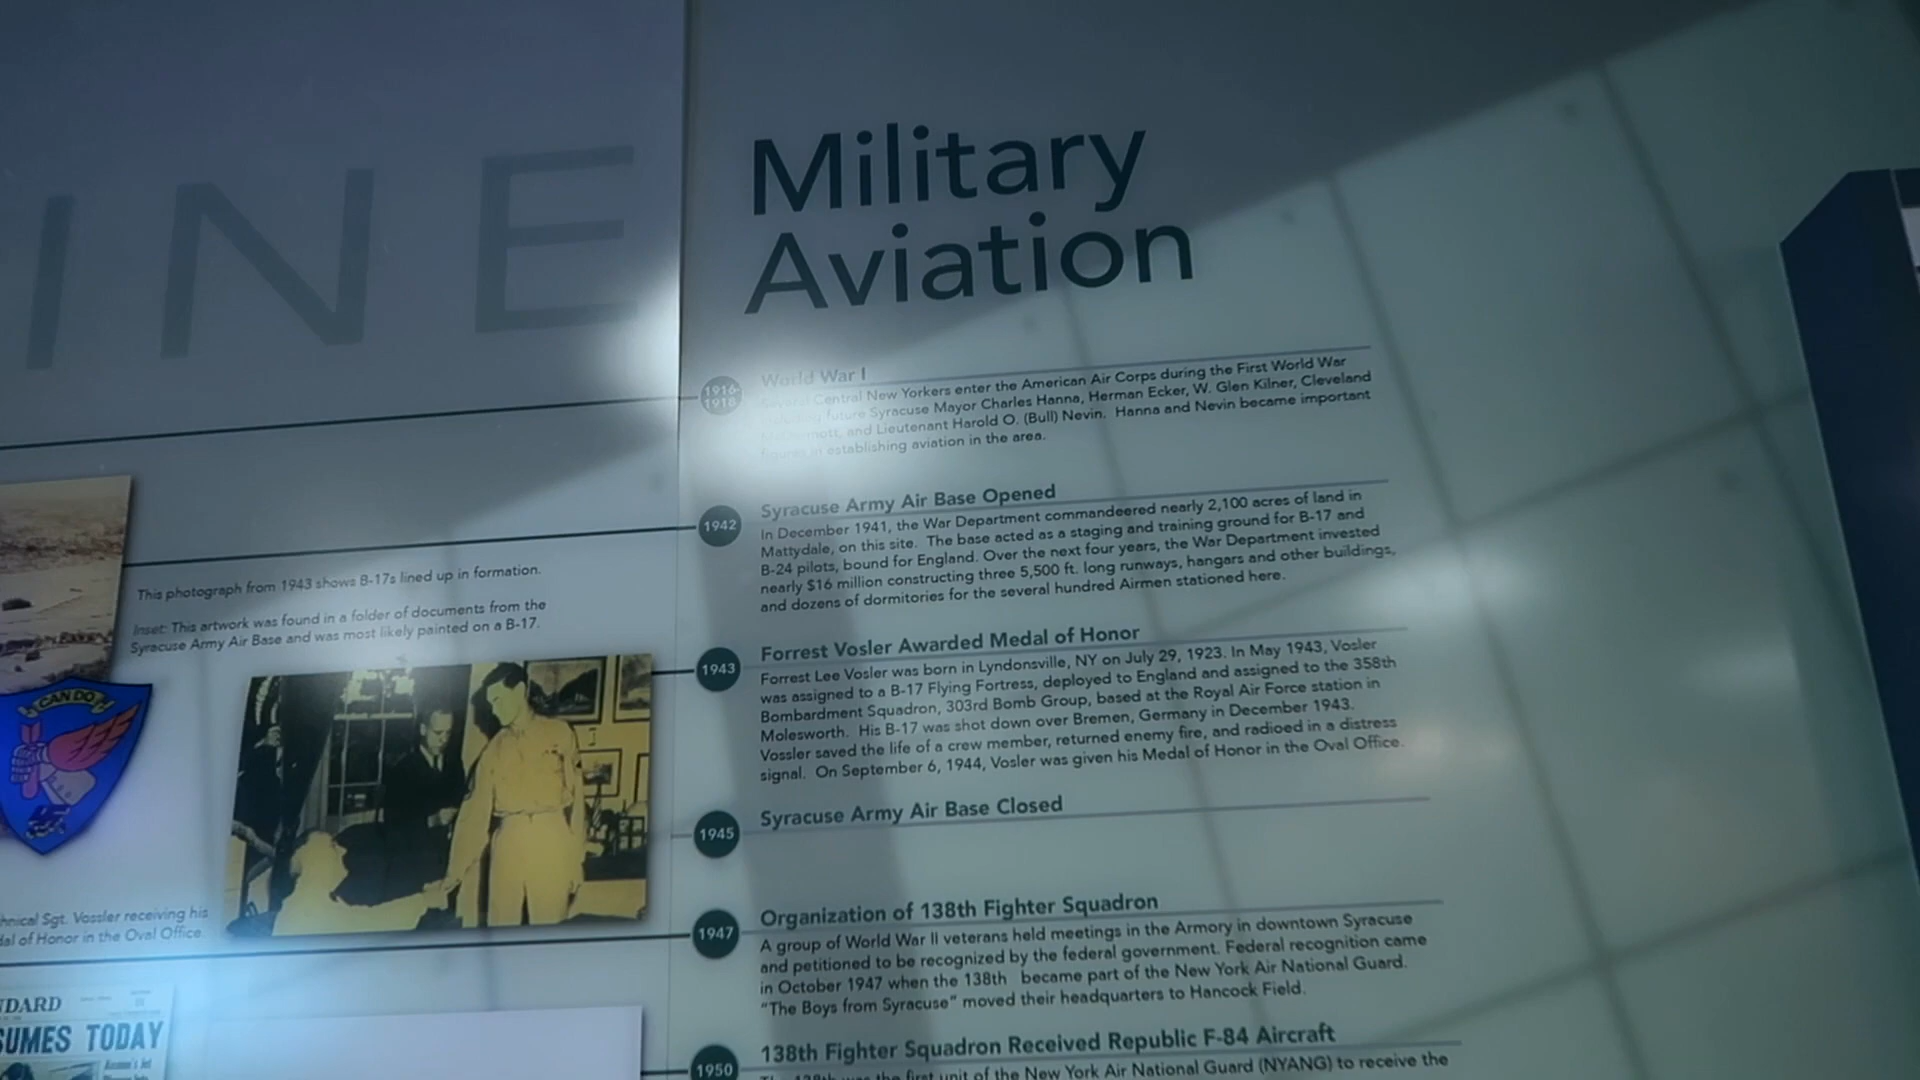 INE
Military
Aviation
1916-
1918
World War I
Central New Yorkers enter the American Air Corps during the First World War
future Syracuse Mayor Charles Hanna, Herman Ecker, W. Glen Kilner, Cleveland
and Lieutenant Harold O. (Bull) Nevin. Hanna and Nevin became important
figures in establishing aviation in the area.
1942
Syracuse Army Air Base Opened
In December 1941, the War Department commandeered nearly 2,100 acres of land in
Mattydale, on this site. The base acted as a staging and training ground for B-17 and
B-24 pilots, bound for England. Over the next four years, the War Department invested
nearly $16 million constructing three 5,500 ft. long runways, hangars and other buildings,
and dozens of dormitories for the several hundred Airmen stationed here.
This photograph from 1943 shows B-17s lined up in formation.
Inset: This artwork was found in a folder of documents from the
Syracuse Army Air Base and was most likely painted on a B-17.
CAN DO
1943
Forrest Vosler Awarded Medal of Honor
Forrest Lee Vosler was born in Lyndonsville, NY on July 29, 1923. In May 1943, Vosler
was assigned to a B-17 Flying Fortress, deployed to England and assigned to the 358th
Bombardment Squadron, 303rd Bomb Group, based at the Royal Air Force station in
Molesworth. His B-17 was shot down over Bremen, Germany in December 1943.
Vossler saved the life of a crew member, returned enemy fire, and radioed in a distress
signal. On September 6, 1944, Vosler was given his Medal of Honor in the Oval Office.
1945
Syracuse Army Air Base Closed
hnical Sgt. Vossler receiving his
dal of Honor in the Oval Office.
1947
Organization of 138th Fighter Squadron
A group of World War II veterans held meetings in the Armory in downtown Syracuse
and petitioned to be recognized by the federal government. Federal recognition came
in October 1947 when the 138th became part of the New York Air National Guard.
"The Boys from Syracuse" moved their headquarters to Hancock Field.
NDARD
SUMES TODAY
1950
138th Fighter Squadron Received Republic F-84 Aircraft
The 138th was the first unit of the New York Air National Guard (NYANG) to receive the